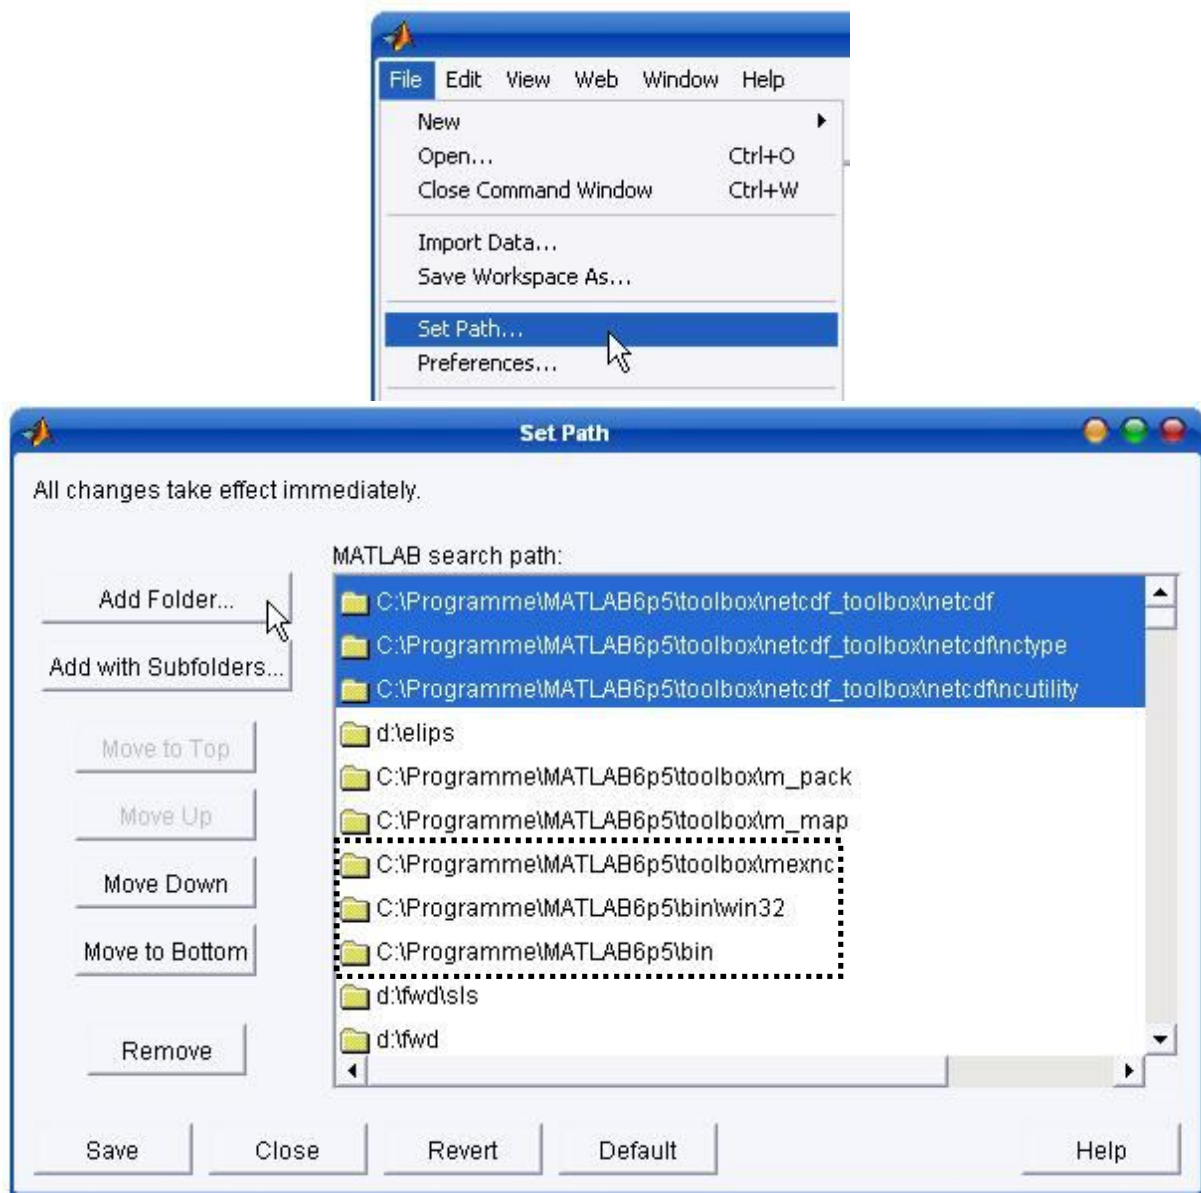 File Edit View Web Window Help
New
Open... Ctrl+O
Close Command Window Ctrl+W
Import Data...
Save Workspace As...
Set Path...
Preferences...
Set Path
All changes take effect immediately.
MATLAB search path:
Add Folder...
Add with Subfolders...
Move to Top
Move Up
Move Down
Move to Bottom
Remove
C:\Programme\MATLAB6p5\toolbox\netcdf_toolbox\netcdf
C:\Programme\MATLAB6p5\toolbox\netcdf_toolbox\netcdf\nctype
C:\Programme\MATLAB6p5\toolbox\netcdf_toolbox\netcdf\ncutility
d:\elips
C:\Programme\MATLAB6p5\toolbox\m_pack
C:\Programme\MATLAB6p5\toolbox\m_map
C:\Programme\MATLAB6p5\toolbox\mexnc
C:\Programme\MATLAB6p5\bin\win32
C:\Programme\MATLAB6p5\bin
d:\fwd\sls
d:\fwd
Save Close Revert Default Help